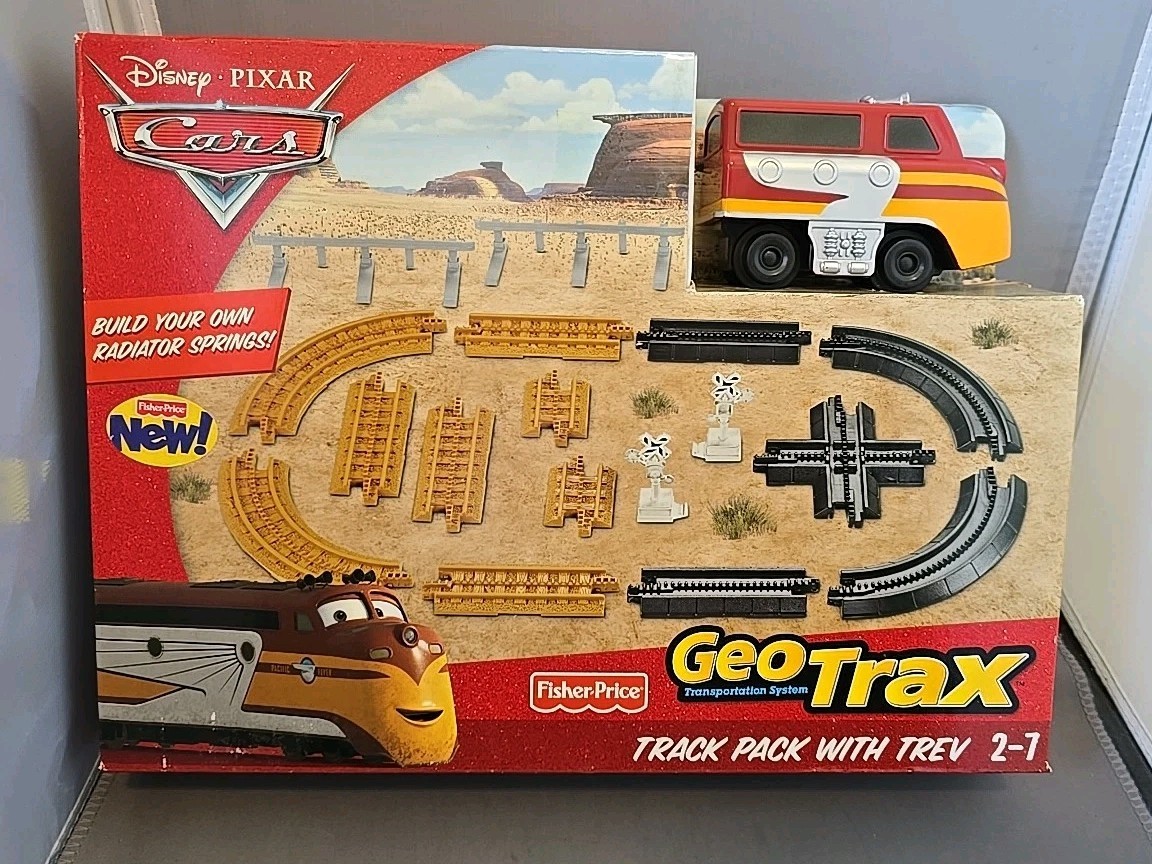 Disney · PIXAR
Cars
BUILD YOUR OWN
RADIATOR SPRINGS!
Fisher-Price
New!
PACIFIC
Fisher-Price
GEOTRAX
Transportation System
TRACK PACK WITH TREV 2-7